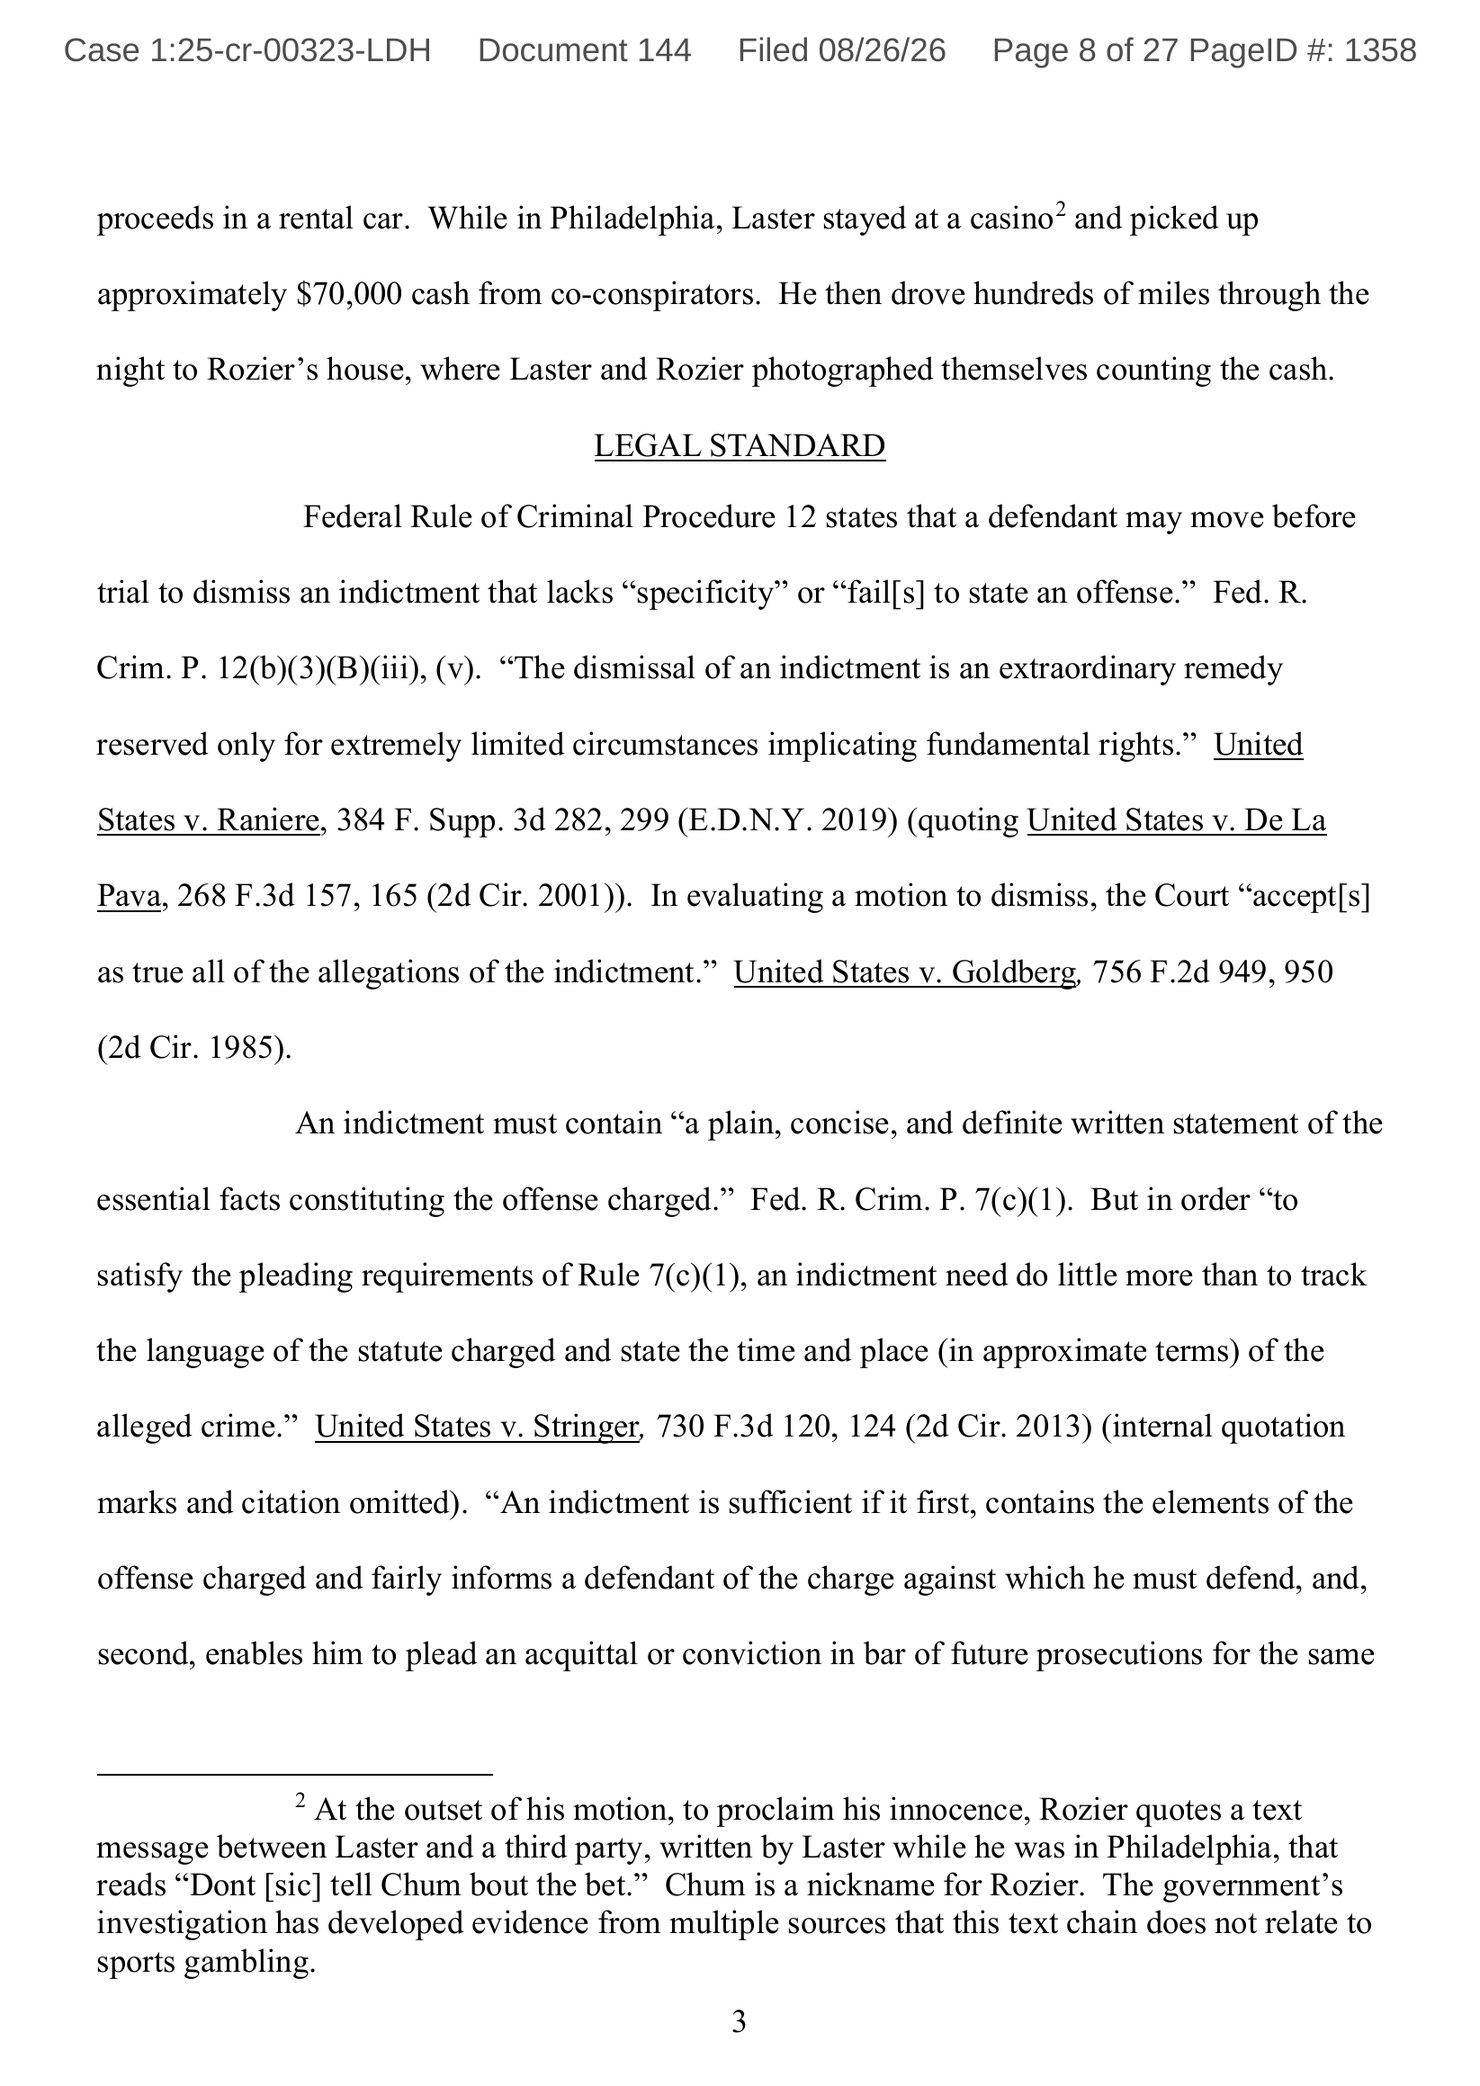 Case 1:25-cr-00323-LDH Document 144 Filed 08/26/26 Page 8 of 27 PageID #: 1358
proceeds in a rental car. While in Philadelphia, Laster stayed at a casino2 and picked up
approximately $70,000 cash from co-conspirators. He then drove hundreds of miles through the
night to Rozier’s house, where Laster and Rozier photographed themselves counting the cash.
LEGAL STANDARD
Federal Rule of Criminal Procedure 12 states that a defendant may move before
trial to dismiss an indictment that lacks “specificity” or “fail[s] to state an offense.” Fed. R.
Crim. P. 12(b)(3)(B)(iii), (v). “The dismissal of an indictment is an extraordinary remedy
reserved only for extremely limited circumstances implicating fundamental rights.” United
States v. Raniere, 384 F. Supp. 3d 282, 299 (E.D.N.Y. 2019) (quoting United States v. De La
Pava, 268 F.3d 157, 165 (2d Cir. 2001)). In evaluating a motion to dismiss, the Court “accept[s]
as true all of the allegations of the indictment.” United States v. Goldberg, 756 F.2d 949, 950
(2d Cir. 1985).
An indictment must contain “a plain, concise, and definite written statement of the
essential facts constituting the offense charged.” Fed. R. Crim. P. 7(c)(1). But in order “to
satisfy the pleading requirements of Rule 7(c)(1), an indictment need do little more than to track
the language of the statute charged and state the time and place (in approximate terms) of the
alleged crime.” United States v. Stringer, 730 F.3d 120, 124 (2d Cir. 2013) (internal quotation
marks and citation omitted). “An indictment is sufficient if it first, contains the elements of the
offense charged and fairly informs a defendant of the charge against which he must defend, and,
second, enables him to plead an acquittal or conviction in bar of future prosecutions for the same
2 At the outset of his motion, to proclaim his innocence, Rozier quotes a text
message between Laster and a third party, written by Laster while he was in Philadelphia, that
reads “Dont [sic] tell Chum bout the bet.” Chum is a nickname for Rozier. The government’s
investigation has developed evidence from multiple sources that this text chain does not relate to
sports gambling.
3